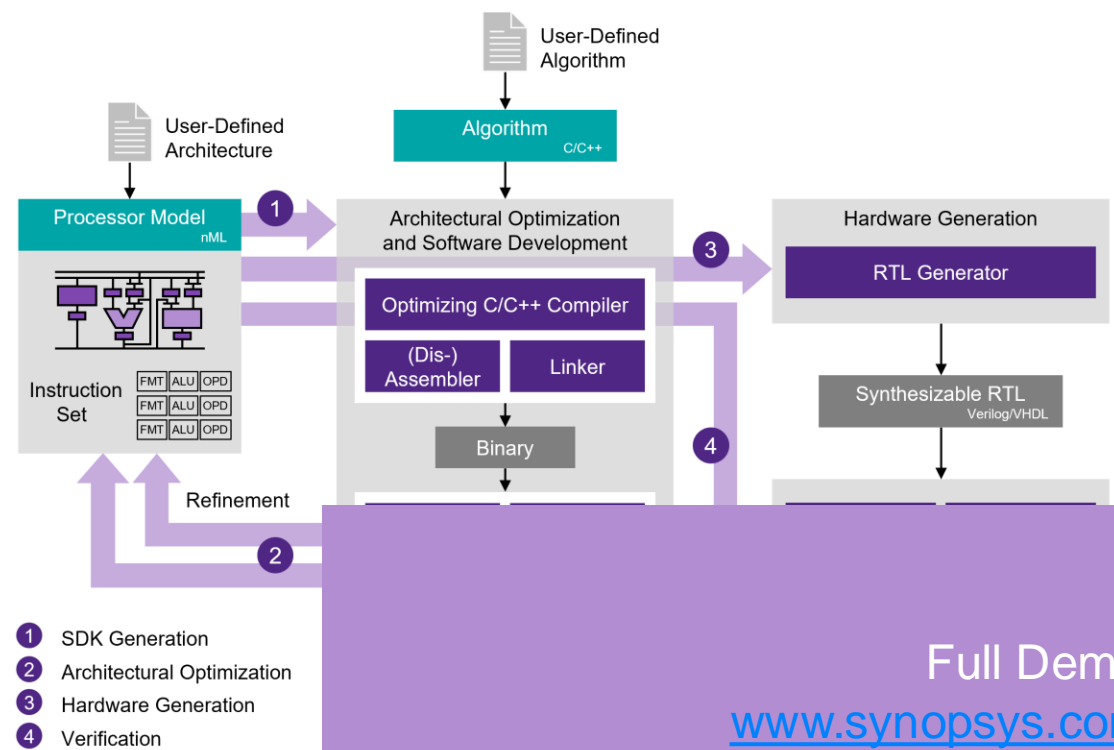 User-Defined
Algorithm
User-Defined
Architecture
Algorithm
C/C++
Processor Model
nML
1
Architectural Optimization
and Software Development
Hardware Generation
3
RTL Generator
Optimizing C/C++ Compiler
(Dis-)
Assembler
Linker
Instruction
Set
FMT ALU OPD
FMT ALU OPD
FMT ALU OPD
Synthesizable RTL
Verilog/VHDL
Binary
4
Refinement
2
1 SDK Generation
2 Architectural Optimization
3 Hardware Generation
4 Verification
Full Dem
www.synopsys.co